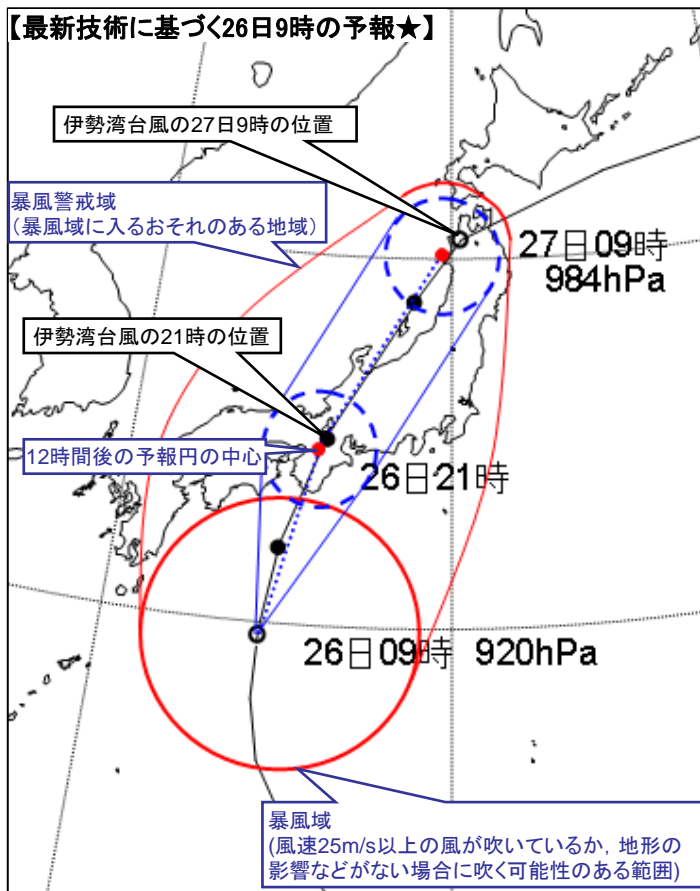 【最新技術に基づく26日9時の予報★】
伊勢湾台風の27日9時の位置
暴風警戒域
（暴風域に入るおそれのある地域）
27日09時
984hPa
伊勢湾台風の21時の位置
12時間後の予報円の中心
26日21時
26日09時 920hPa
暴風域
(風速25m/s以上の風が吹いているか，地形の
影響などがない場合に吹く可能性のある範囲)